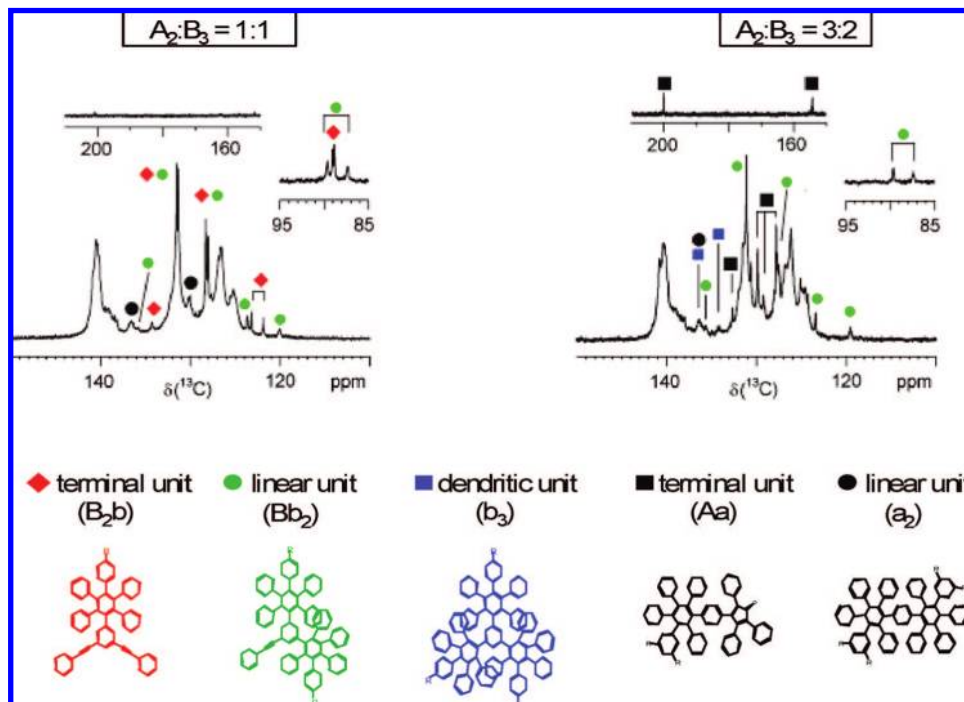 A₂:B₃ = 1:1
A₂:B₃ = 3:2
200 160
95 85
200 160
95 85
140 120
δ(¹³C) ppm
140 120
δ(¹³C) ppm
terminal unit
(B₂b)
linear unit
(Bb₂)
dendritic unit
(b₃)
terminal unit
(Aa)
linear unit
(a₂)
R
R
R
R
R
R
R
R
R